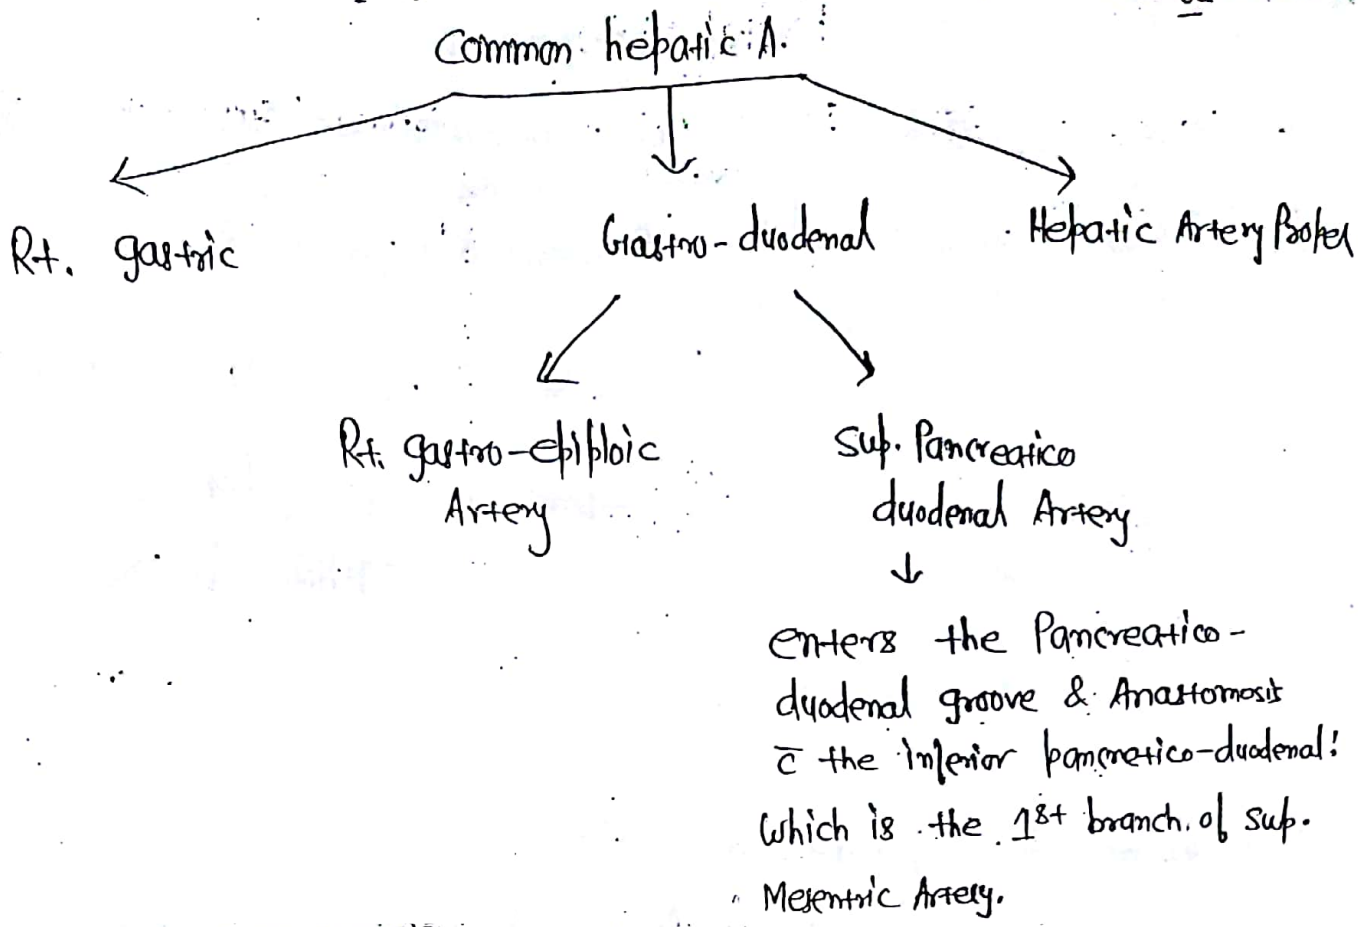 Common hepatic A.
Rt. gastric
Gastro-duodenal
Hepatic Artery Proper
Rt. gastro-epiploic
Artery
Sup. Pancreatico
duodenal Artery
↓
enters the Pancreatico-
duodenal groove & Anastomosis
c̄ the inferior pancreatico-duodenal!
which is the 1st branch of sup.
Mesentric Artery.